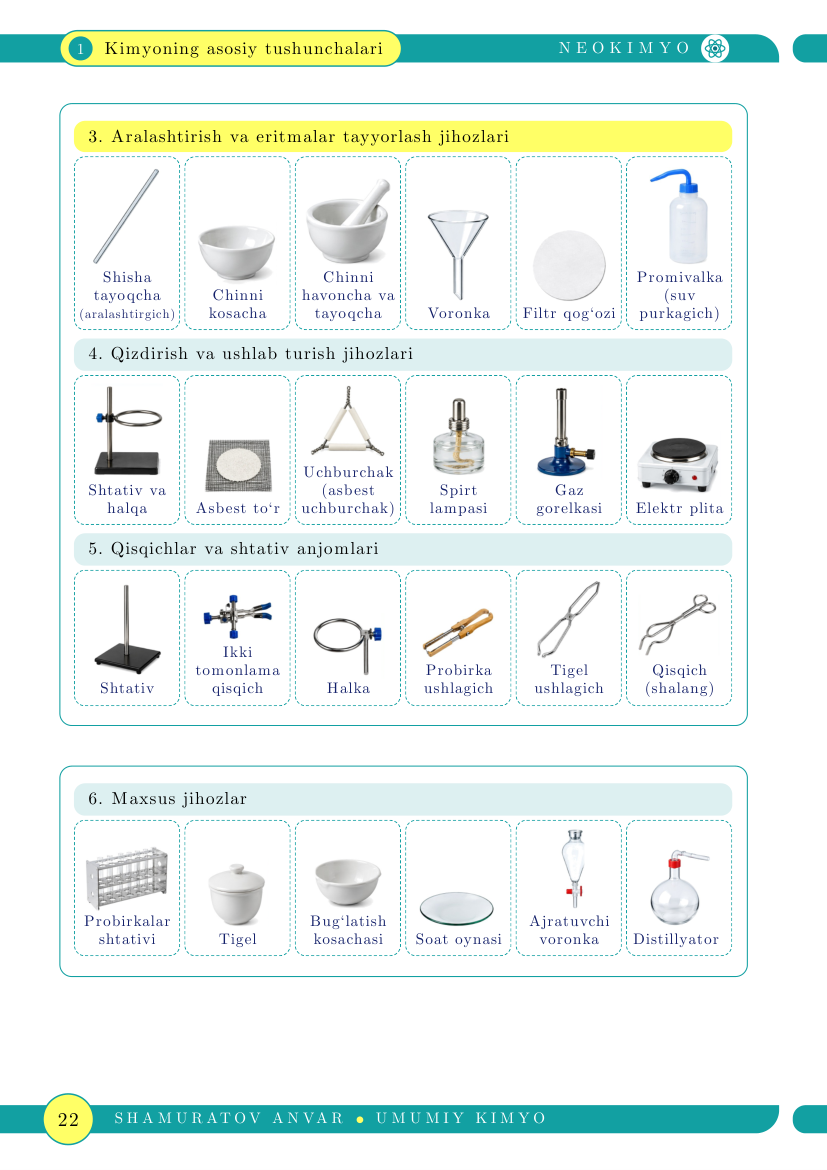 1 Kimyoning asosiy tushunchalari
NEOKIMYO
3. Aralashtirish va eritmalar tayyorlash jihozlari
Shisha
tayoqcha
(aralashtirgich)
Chinni
kosacha
Chinni
havoncha va
tayoqcha
Voronka
Filtr qog‘ozi
Promivalka
(suv
purkagich)
4. Qizdirish va ushlab turish jihozlari
Shtativ va
halqa
Asbest to‘r
Uchburchak
(asbest
uchburchak)
Spirt
lampasi
Gaz
gorelkasi
Elektr plita
5. Qisqichlar va shtativ anjomlari
Shtativ
Ikki
tomonlama
qisqich
Halka
Probirka
ushlagich
Tigel
ushlagich
Qisqich
(shalang)
6. Maxsus jihozlar
Probirkalar
shtativi
Tigel
Bug‘latish
kosachasi
Soat oynasi
Ajratuvchi
voronka
Distillyator
22 SHAMURATOV ANVAR • UMUMIY KIMYO